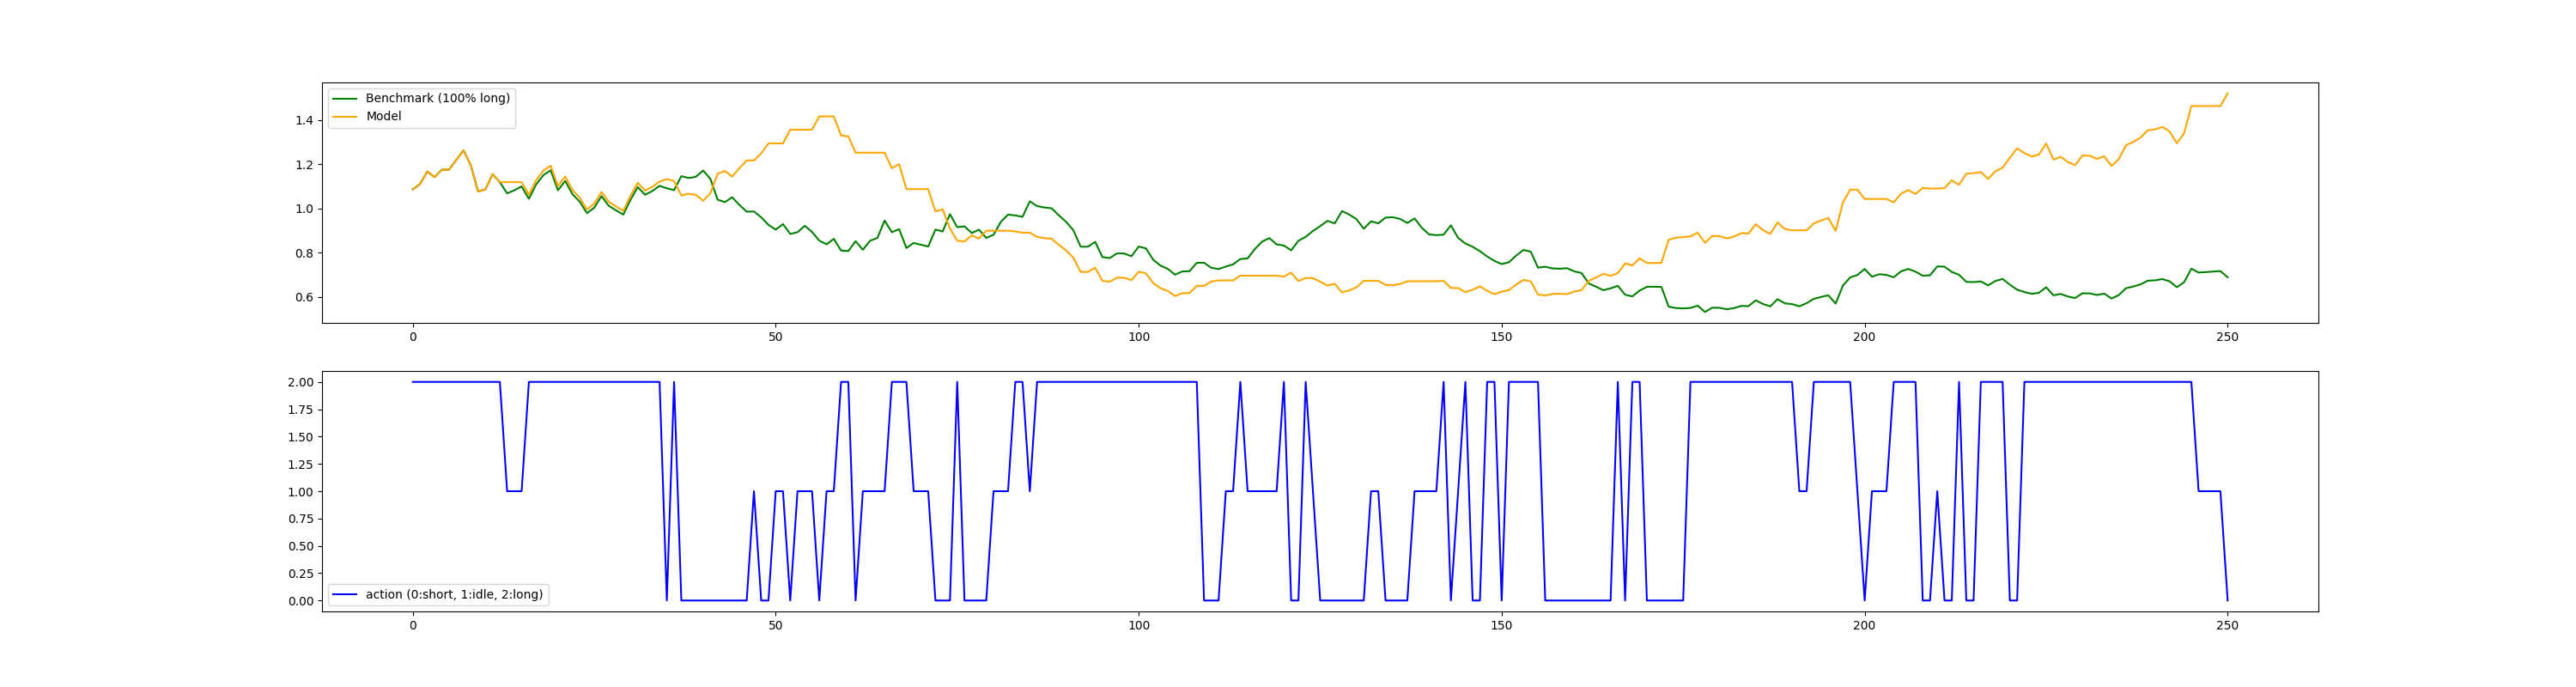 Benchmark (100% long)
Model
1.4
1.2
1.0
0.8
0.6
0 50 100 150 200 250
2.00
1.75
1.50
1.25
1.00
0.75
0.50
0.25
0.00
action (0:short, 1:idle, 2:long)
0 50 100 150 200 250